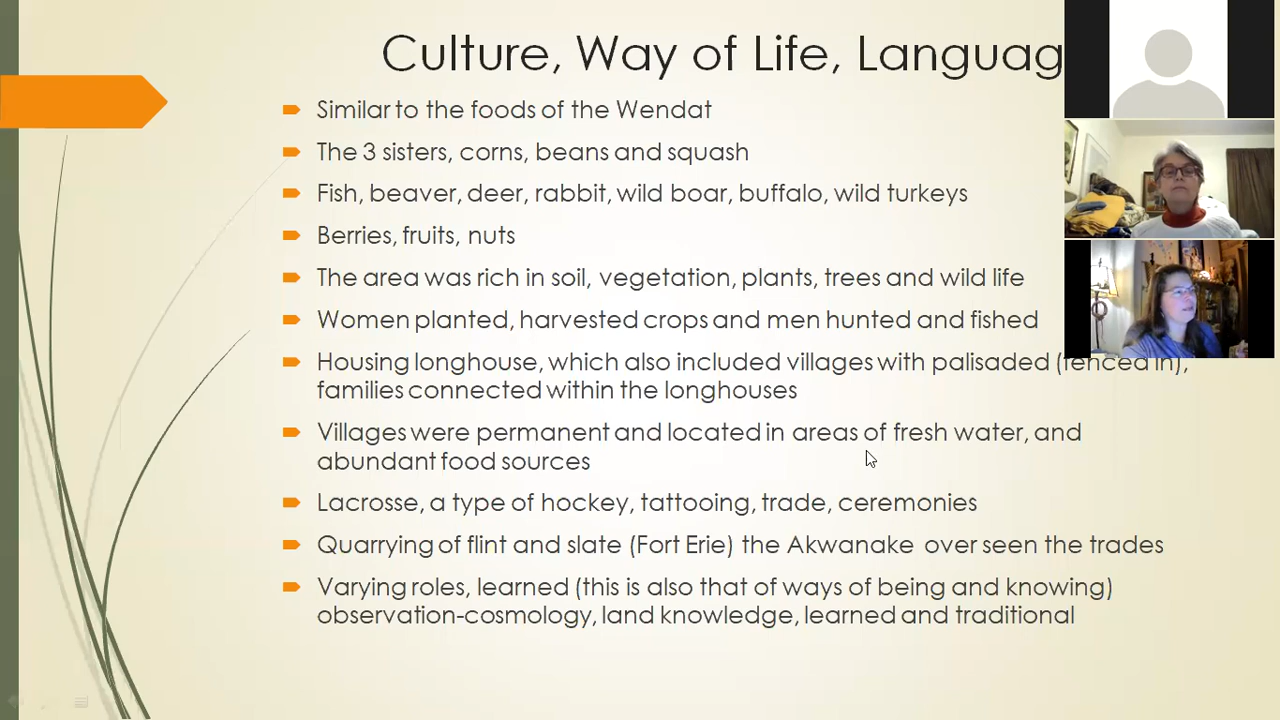 Culture, Way of Life, Languag
Similar to the foods of the Wendat
The 3 sisters, corns, beans and squash
Fish, beaver, deer, rabbit, wild boar, buffalo, wild turkeys
Berries, fruits, nuts
The area was rich in soil, vegetation, plants, trees and wild life
Women planted, harvested crops and men hunted and fished
Housing longhouse, which also included villages with palisaded (fenced in),
families connected within the longhouses
Villages were permanent and located in areas of fresh water, and
abundant food sources
Lacrosse, a type of hockey, tattooing, trade, ceremonies
Quarrying of flint and slate (Fort Erie) the Akwanake over seen the trades
Varying roles, learned (this is also that of ways of being and knowing)
observation-cosmology, land knowledge, learned and traditional